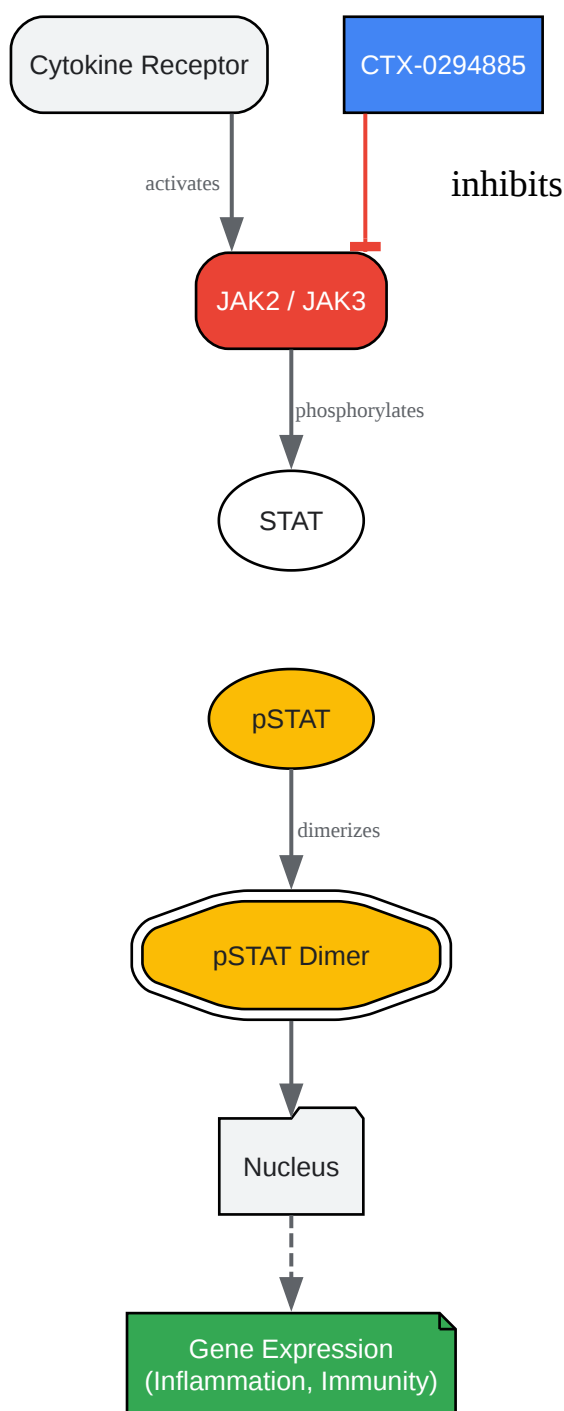 Cytokine Receptor
CTX-0294885
activates
inhibits
JAK2 / JAK3
phosphorylates
STAT
pSTAT
dimerizes
pSTAT Dimer
Nucleus
Gene Expression
(Inflammation, Immunity)